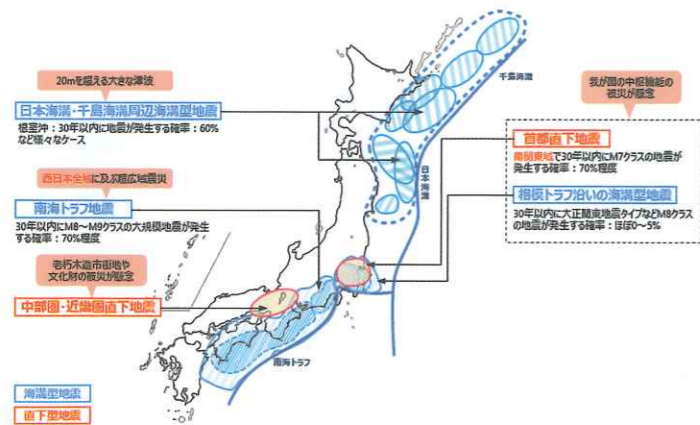 20mを超える大きな津波
日本海溝・千島海溝周辺海溝型地震
根室沖:30年以内に地震が発生する確率:60%
など様々なケース
西日本全域に及ぶ超広域震災
南海トラフ地震
30年以内にM8~M9クラスの大規模地震が発生
する確率:70%程度
老朽木造市街地や
文化財の被災が懸念
中部圏・近畿圏直下地震
海溝型地震
直下型地震
千島海溝
日本海溝
南海トラフ
我が国の中枢機能の
被災が懸念
首都直下地震
南関東域で30年以内にM7クラスの地震が
発生する確率:70%程度
相模トラフ沿いの海溝型地震
30年以内に大正関東地震タイプなどM8クラス
の地震が発生する確率:ほぼ0~5%